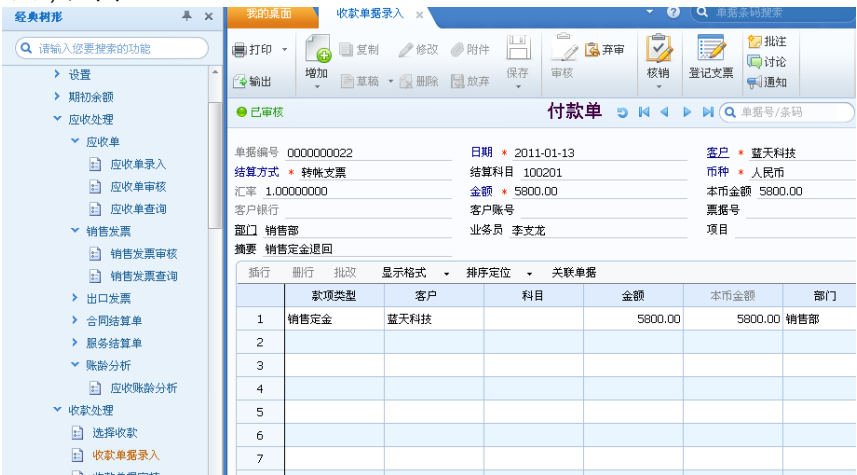 经典树形
我的桌面 收款单据录入 单据条码搜索
请输入您要搜索的功能
设置
期初余额
应收处理
应收单
应收单录入
应收单审核
应收单查询
销售发票
销售发票审核
销售发票查询
出口发票
合同结算单
服务结算单
账龄分析
应收账龄分析
收款处理
选择收款
收款单据录入
打印 增加 复制 修改 附件 保存 审核 弃审 核销 登记支票 批注
讨论
输出 草稿 删除 放弃 通知
已审核 付款单 单据号/条码
单据编号 0000000022 日期 * 2011-01-13 客户 * 蓝天科技
结算方式 * 转帐支票 结算科目 100201 币种 * 人民币
汇率 1.00000000 金额 * 5800.00 本币金额 5800.00
客户银行 客户账号 票据号
部门 销售部 业务员 李支龙 项目
摘要 销售定金退回
插行 删行 批改 显示格式 排序定位 关联单据
款项类型 客户 科目 金额 本币金额 部门
1 销售定金 蓝天科技 5800.00 5800.00 销售部
2
3
4
5
6
7